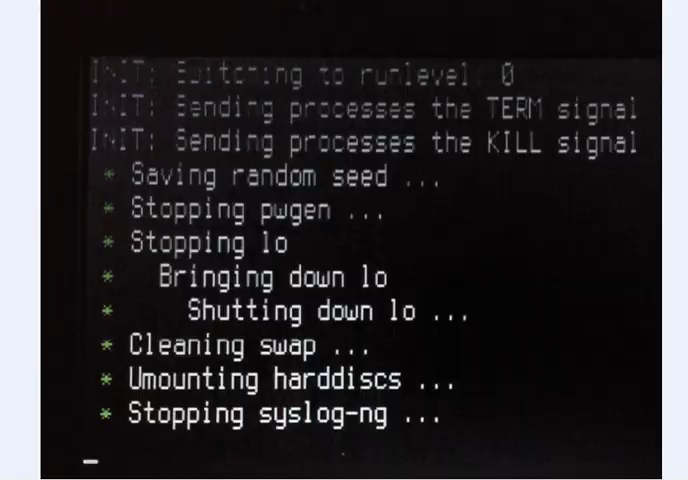 INIT: Switching to runlevel: 0
INIT: Sending processes the TERM signal
INIT: Sending processes the KILL signal
* Saving random seed ...
* Stopping pwgen ...
* Stopping lo
* Bringing down lo
* Shutting down lo ...
* Cleaning swap ...
* Umounting harddiscs ...
* Stopping syslog-ng ...